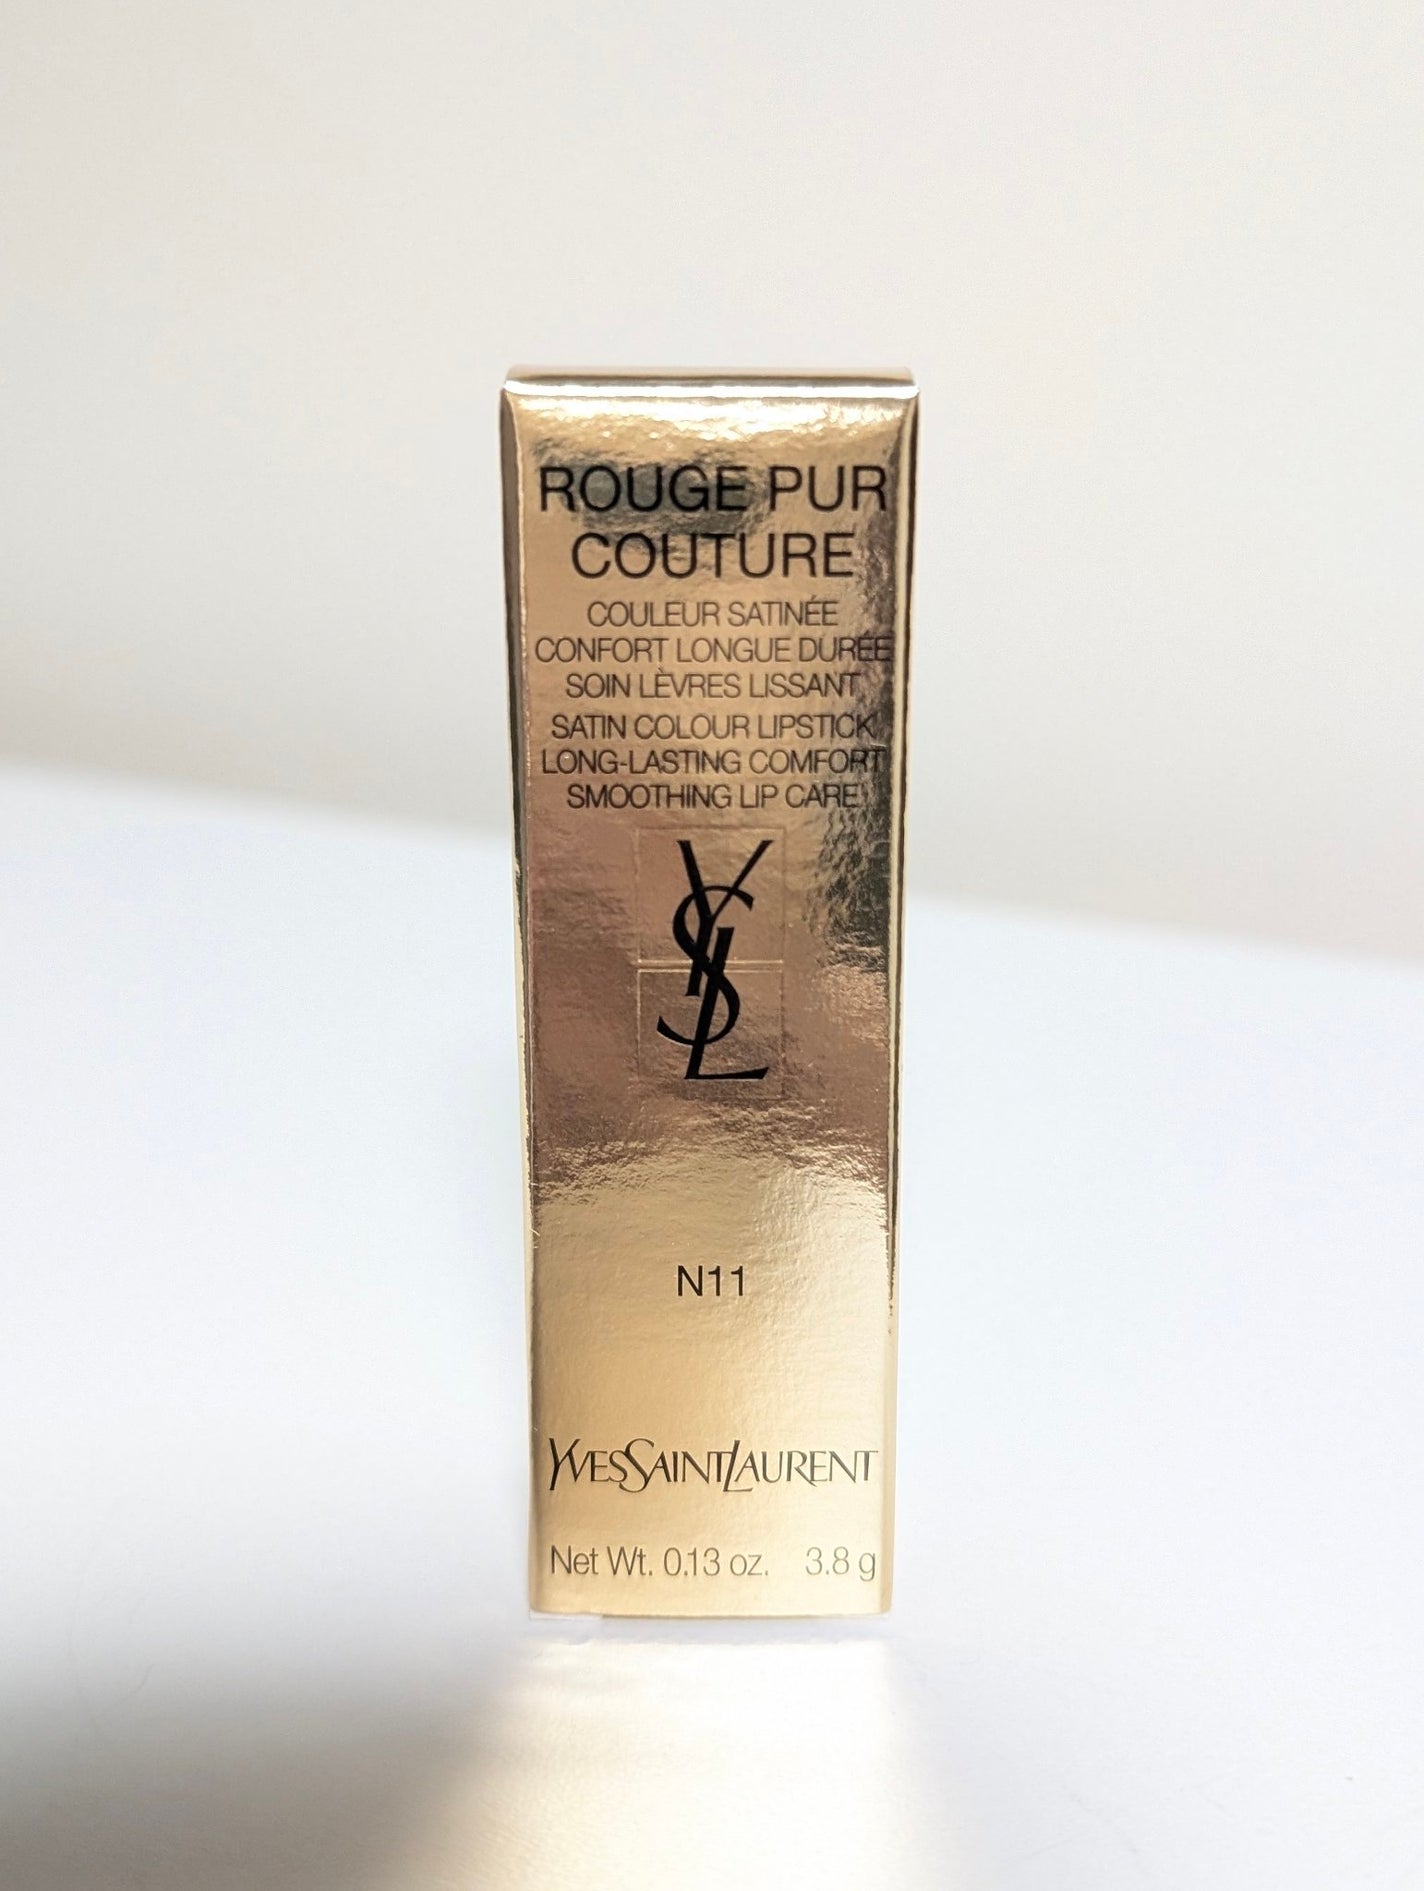 ROUGE PUR
COUTURE
COULEUR SATINÉE
CONFORT LONGUE DURÉE
SOIN LÈVRES LISSANT
SATIN COLOUR LIPSTICK
LONG-LASTING COMFORT
SMOOTHING LIP CARE
YSL
N11
YVESSAINTLAURENT
Net Wt. 0.13 oz. 3.8 g